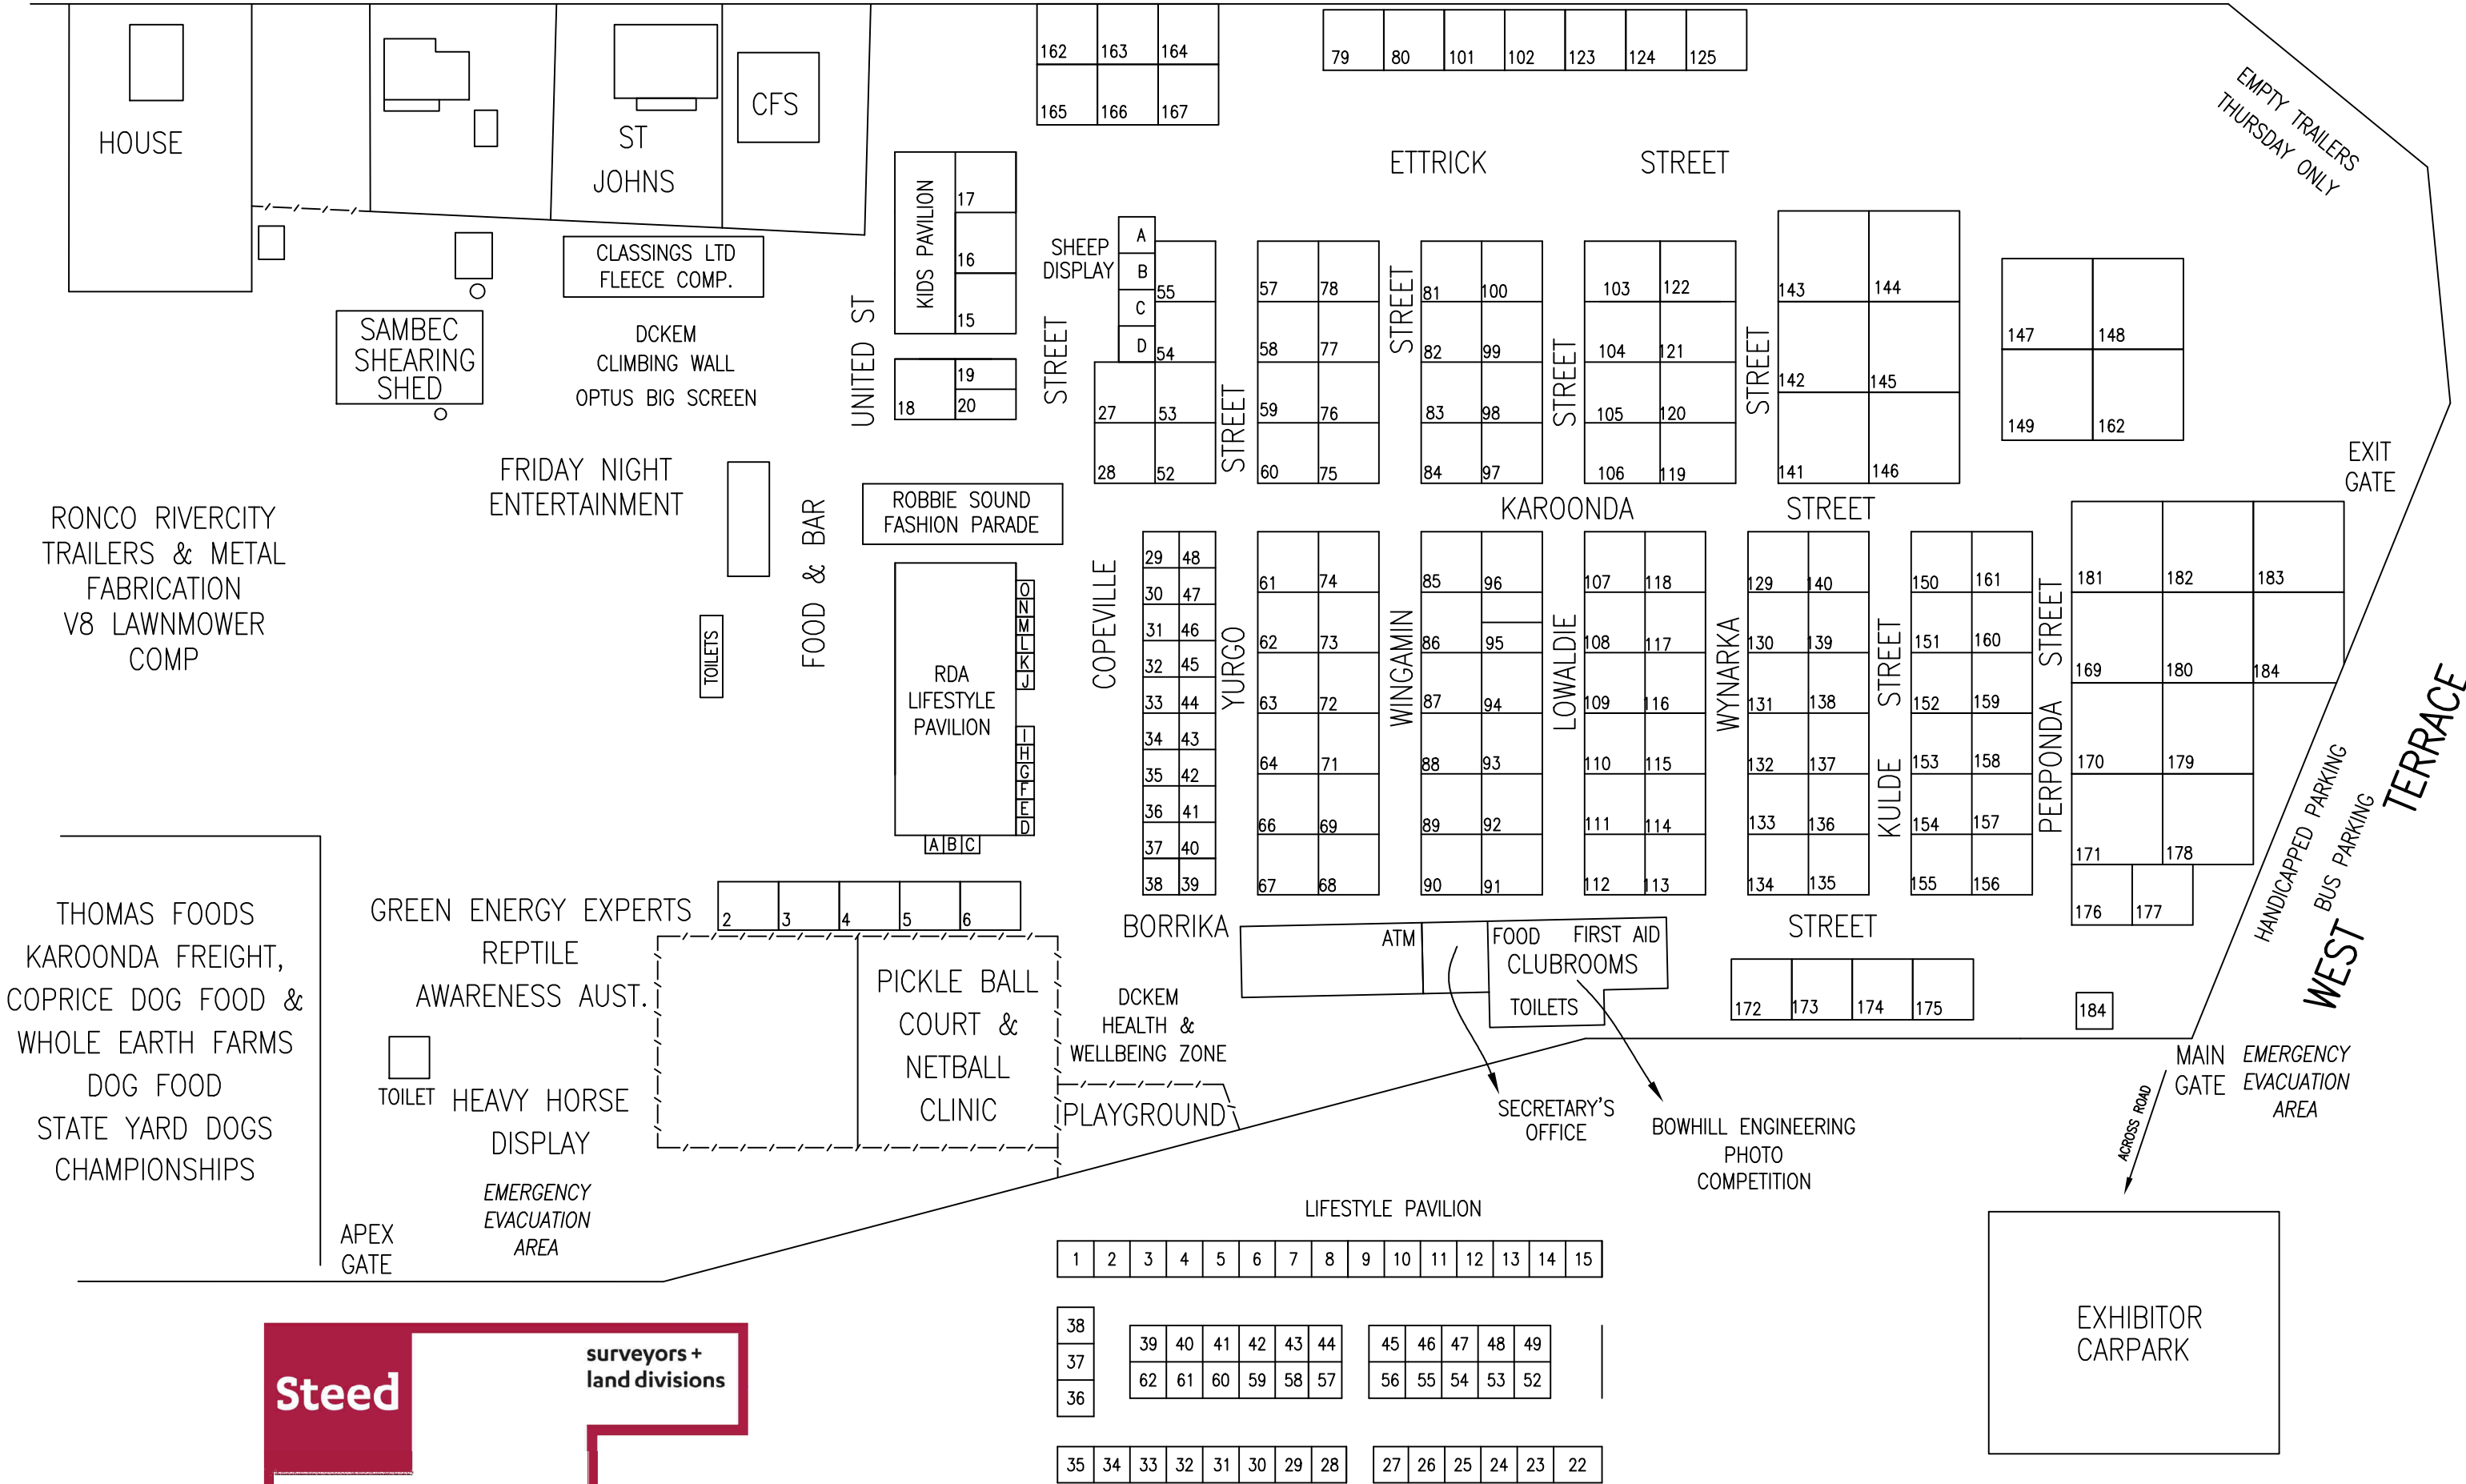 162 163 164
165 166 167
79 80 101 102 123 124 125
EMPTY TRAILERS
THURSDAY ONLY
HOUSE
ST
JOHNS
CFS
ETTRICK STREET
KIDS PAVILION
17
16
15
CLASSINGS LTD
FLEECE COMP.
SAMBEC
SHEARING
SHED
DCKEM
CLIMBING WALL
OPTUS BIG SCREEN
UNITED ST
18 19
20
SHEEP
DISPLAY
A
B
C
D
55
54
27 53
28 52
STREET
STREET
57 78
58 77
59 76
60 75
STREET
81 100
82 99
83 98
84 97
STREET
103 122
104 121
105 120
106 119
STREET
143 144
142 145
141 146
147 148
149 162
EXIT
GATE
FRIDAY NIGHT
ENTERTAINMENT
RONCO RIVERCITY
TRAILERS & METAL
FABRICATION
V8 LAWNMOWER
COMP
TOILETS
FOOD & BAR
ROBBIE SOUND
FASHION PARADE
KAROONDA STREET
RDA
LIFESTYLE
PAVILION
O
N
M
L
K
J
I
H
G
F
E
D
A B C
COPEVILLE
29 48
30 47
31 46
32 45
33 44
34 43
35 42
36 41
37 40
38 39
YURGO
61 74
62 73
63 72
64 71
66 69
67 68
WINGAMIN
85 96
86 95
87 94
88 93
89 92
90 91
LOWALDIE
107 118
108 117
109 116
110 115
111 114
112 113
WYNARKA
129 140
130 139
131 138
132 137
133 136
134 135
KULDE STREET
150 161
151 160
152 159
153 158
154 157
155 156
PERPONDA STREET
181 182 183
169 180 184
170 179
171 178
176 177
HANDICAPPED PARKING
BUS PARKING
WEST TERRACE
THOMAS FOODS
KAROONDA FREIGHT,
COPRICE DOG FOOD &
WHOLE EARTH FARMS
DOG FOOD
STATE YARD DOGS
CHAMPIONSHIPS
GREEN ENERGY EXPERTS
REPTILE
AWARENESS AUST.
2 3 4 5 6
TOILET
HEAVY HORSE
DISPLAY
EMERGENCY
EVACUATION
AREA
APEX
GATE
PICKLE BALL
COURT &
NETBALL
CLINIC
DCKEM
HEALTH &
WELLBEING ZONE
PLAYGROUND
BORRIKA STREET
ATM
FOOD FIRST AID
CLUBROOMS
TOILETS
SECRETARY'S
OFFICE
BOWHILL ENGINEERING
PHOTO
COMPETITION
172 173 174 175
184
MAIN
GATE
EMERGENCY
EVACUATION
AREA
ACROSS ROAD
EXHIBITOR
CARPARK
LIFESTYLE PAVILION
1 2 3 4 5 6 7 8 9 10 11 12 13 14 15
38
37
36
39 40 41 42 43 44 45 46 47 48 49
62 61 60 59 58 57 56 55 54 53 52
35 34 33 32 31 30 29 28 27 26 25 24 23 22
Steed
surveyors +
land divisions